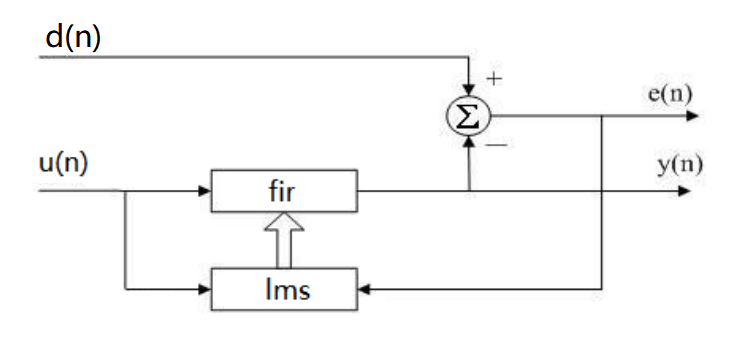 d(n)
+
Σ
e(n)
—
u(n)
y(n)
fir
lms